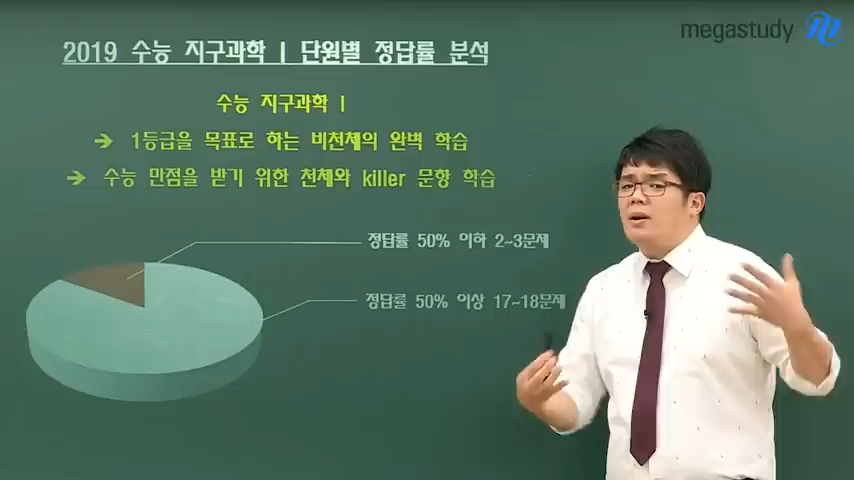 megastudy
2019 수능 지구과학 Ⅰ 단원별 정답률 분석
수능 지구과학 Ⅰ
➔ 1등급을 목표로 하는 비천체의 완벽 학습
➔ 수능 만점을 받기 위한 천체와 killer 문항 학습
정답률 50% 이하 2~3문제
정답률 50% 이상 17~18문제